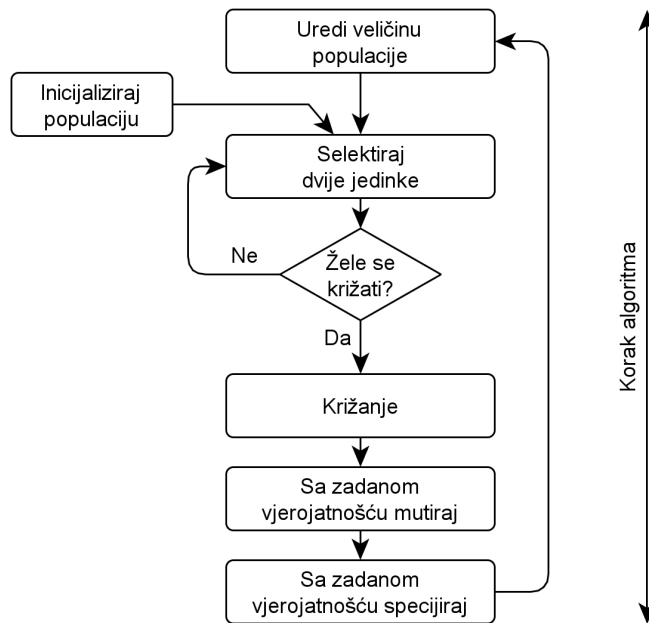 Uredi veličinu
populacije
Inicijaliziraj
populaciju
Selektiraj
dvije jedinke
Ne
Žele se
križati?
Da
Križanje
Sa zadanom
vjerojatnošću mutiraj
Sa zadanom
vjerojatnošću specijiraj
Korak algoritma